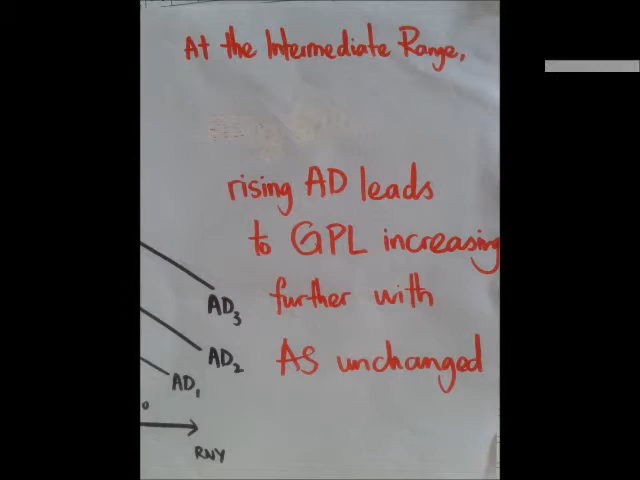 At the Intermediate Range,
rising AD leads
to GPL increasing
further with
AS unchanged
AD3
AD2
AD1
RNY